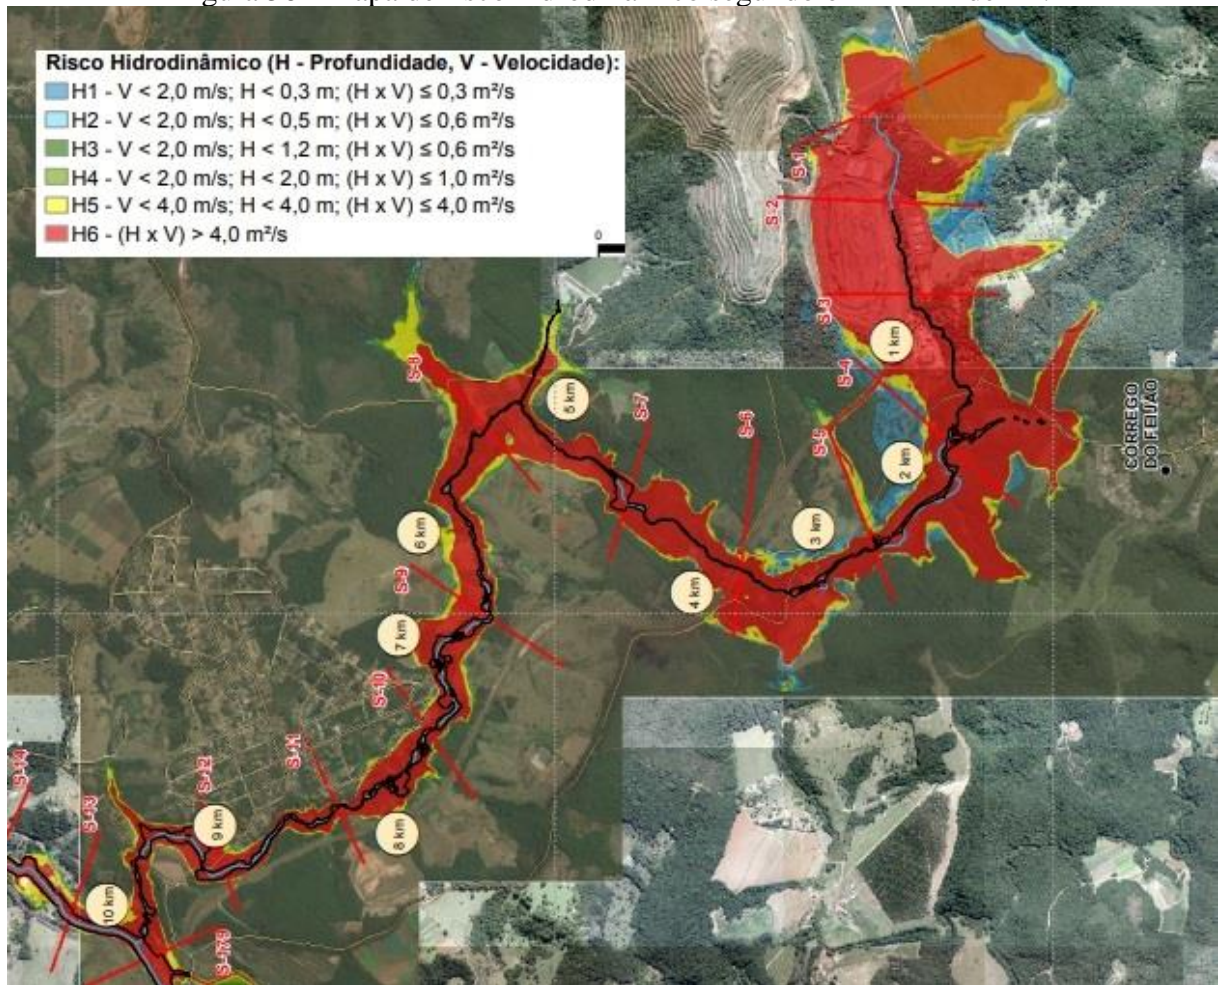 Risco Hidrodinâmico (H - Profundidade, V - Velocidade):
H1 - V < 2,0 m/s; H < 0,3 m; (H x V) ≤ 0,3 m²/s
H2 - V < 2,0 m/s; H < 0,5 m; (H x V) ≤ 0,6 m²/s
H3 - V < 2,0 m/s; H < 1,2 m; (H x V) ≤ 0,6 m²/s
H4 - V < 2,0 m/s; H < 2,0 m; (H x V) ≤ 1,0 m²/s
H5 - V < 4,0 m/s; H < 4,0 m; (H x V) ≤ 4,0 m²/s
H6 - (H x V) > 4,0 m²/s
0
S-1
S-2
S-3
1 km
S-4
S-8
5 km
S-7
S-6
S-5
2 km
CÓRREGO
DO FEIJÃO
3 km
6 km
S-9
4 km
7 km
S-10
S-11
S-12
S-14
S-13
9 km
8 km
10 km
S-179